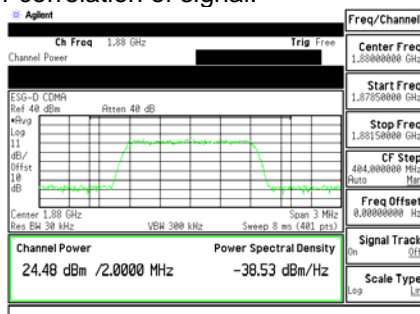 correlation of signal.
Agilent
Freq/Channel
Ch Freq 1.88 GHz Trig Free
Channel Power
Center Freq
1.88000000 GHz
Start Freq
1.87850000 GHz
Stop Freq
1.88150000 GHz
CF Step
404.000000 MHz
Auto Man
Freq Offset
0.00000000 Hz
Signal Track
On Off
Scale Type
Log Lin
ESG-D CDMA
Ref 40 dBm Atten 40 dB
#Avg
Log
11
dB/
Offst
10
dB
Center 1.88 GHz Span 3 MHz
Res BW 30 kHz VBW 300 kHz Sweep 8 ms (401 pts)
Channel Power Power Spectral Density
24.48 dBm /2.0000 MHz -38.53 dBm/Hz